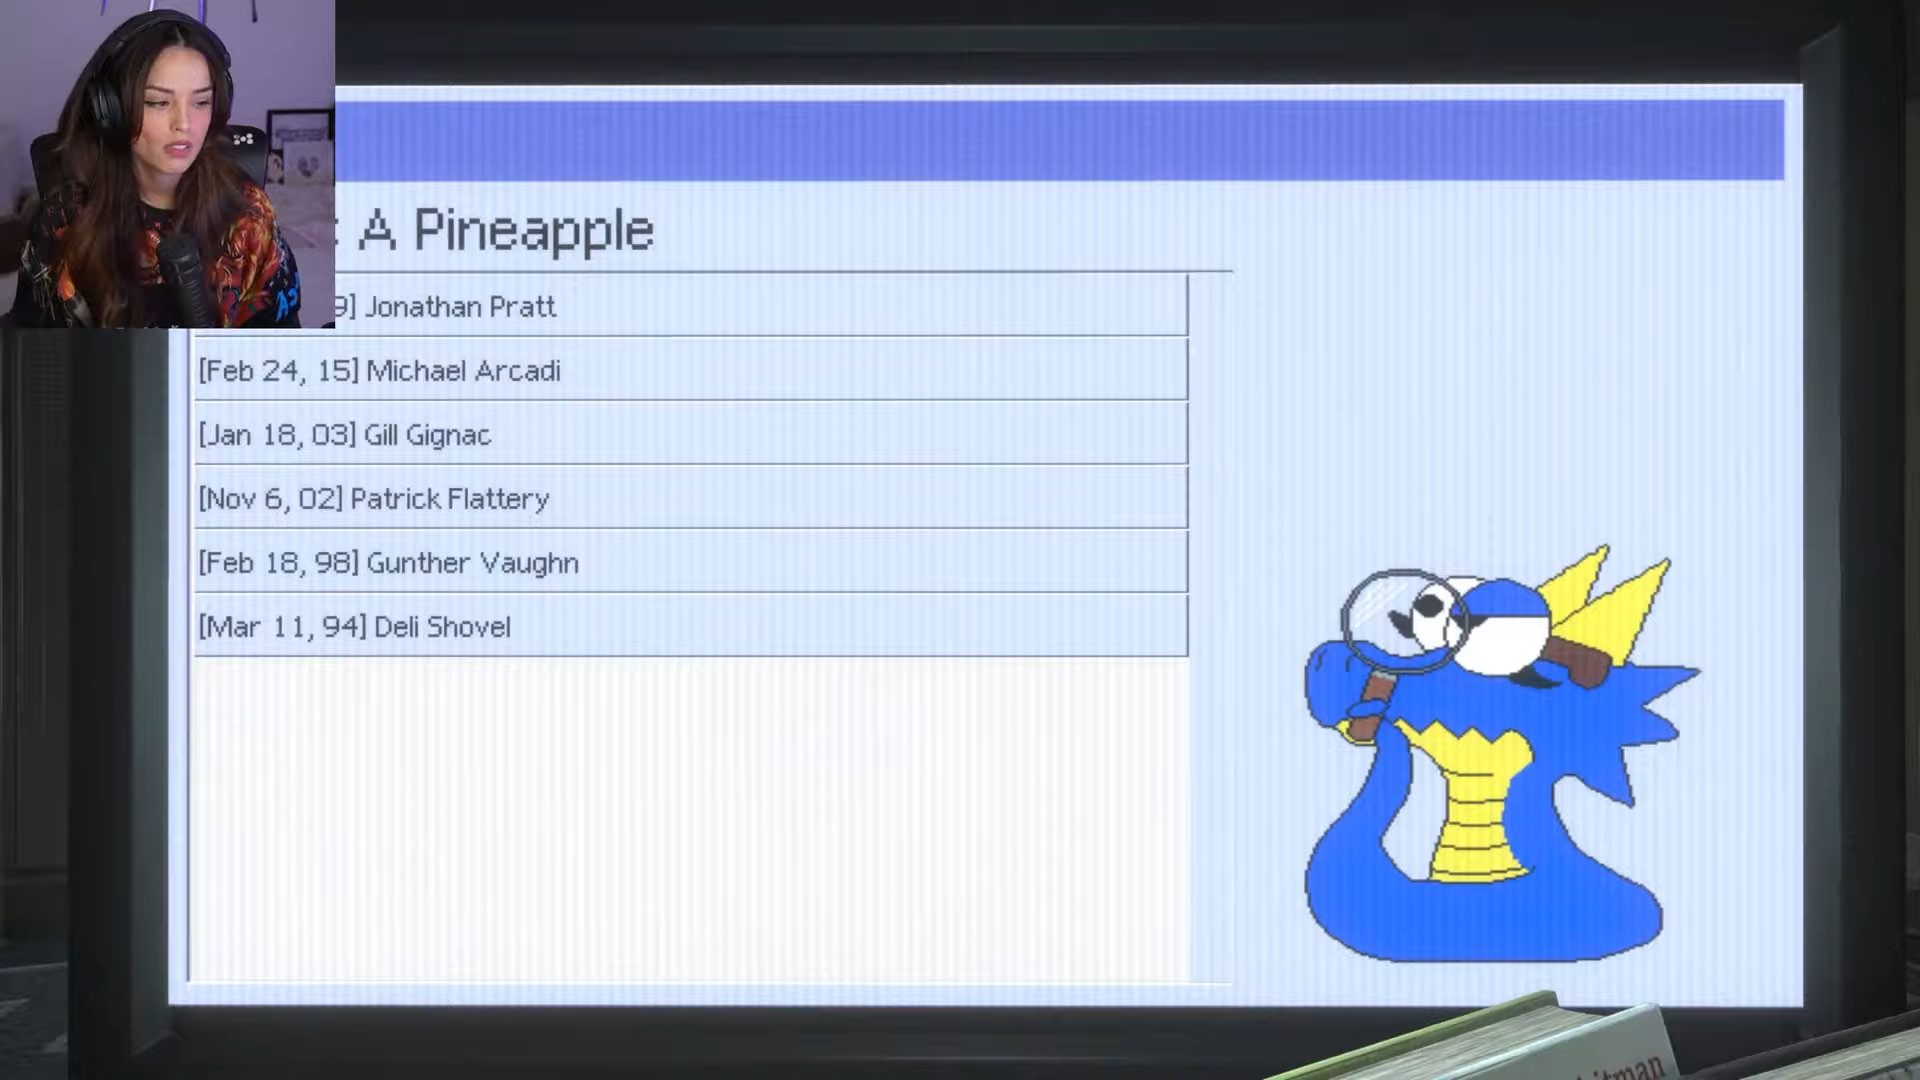 : A Pineapple
9] Jonathan Pratt
[Feb 24, 15] Michael Arcadi
[Jan 18, 03] Gill Gignac
[Nov 6, 02] Patrick Flattery
[Feb 18, 98] Gunther Vaughn
[Mar 11, 94] Deli Shovel